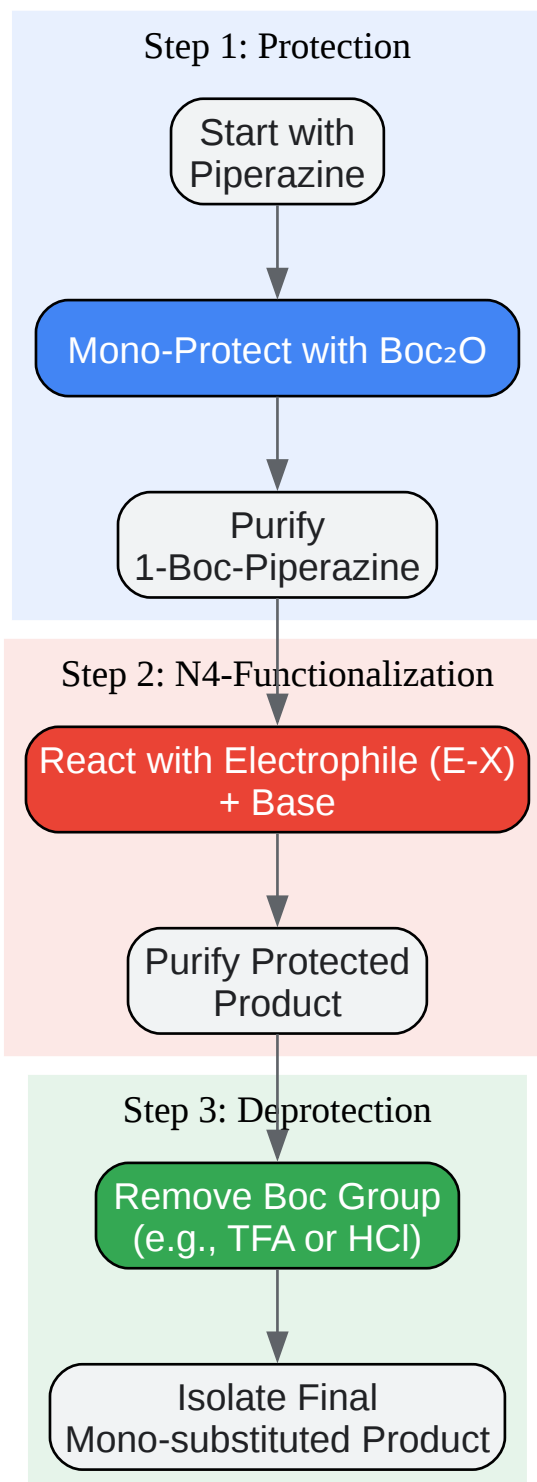 Step 1: Protection
Start with
Piperazine
Mono-Protect with Boc₂O
Purify
1-Boc-Piperazine
Step 2: N4-Functionalization
React with Electrophile (E-X)
+ Base
Purify Protected
Product
Step 3: Deprotection
Remove Boc Group
(e.g., TFA or HCl)
Isolate Final
Mono-substituted Product